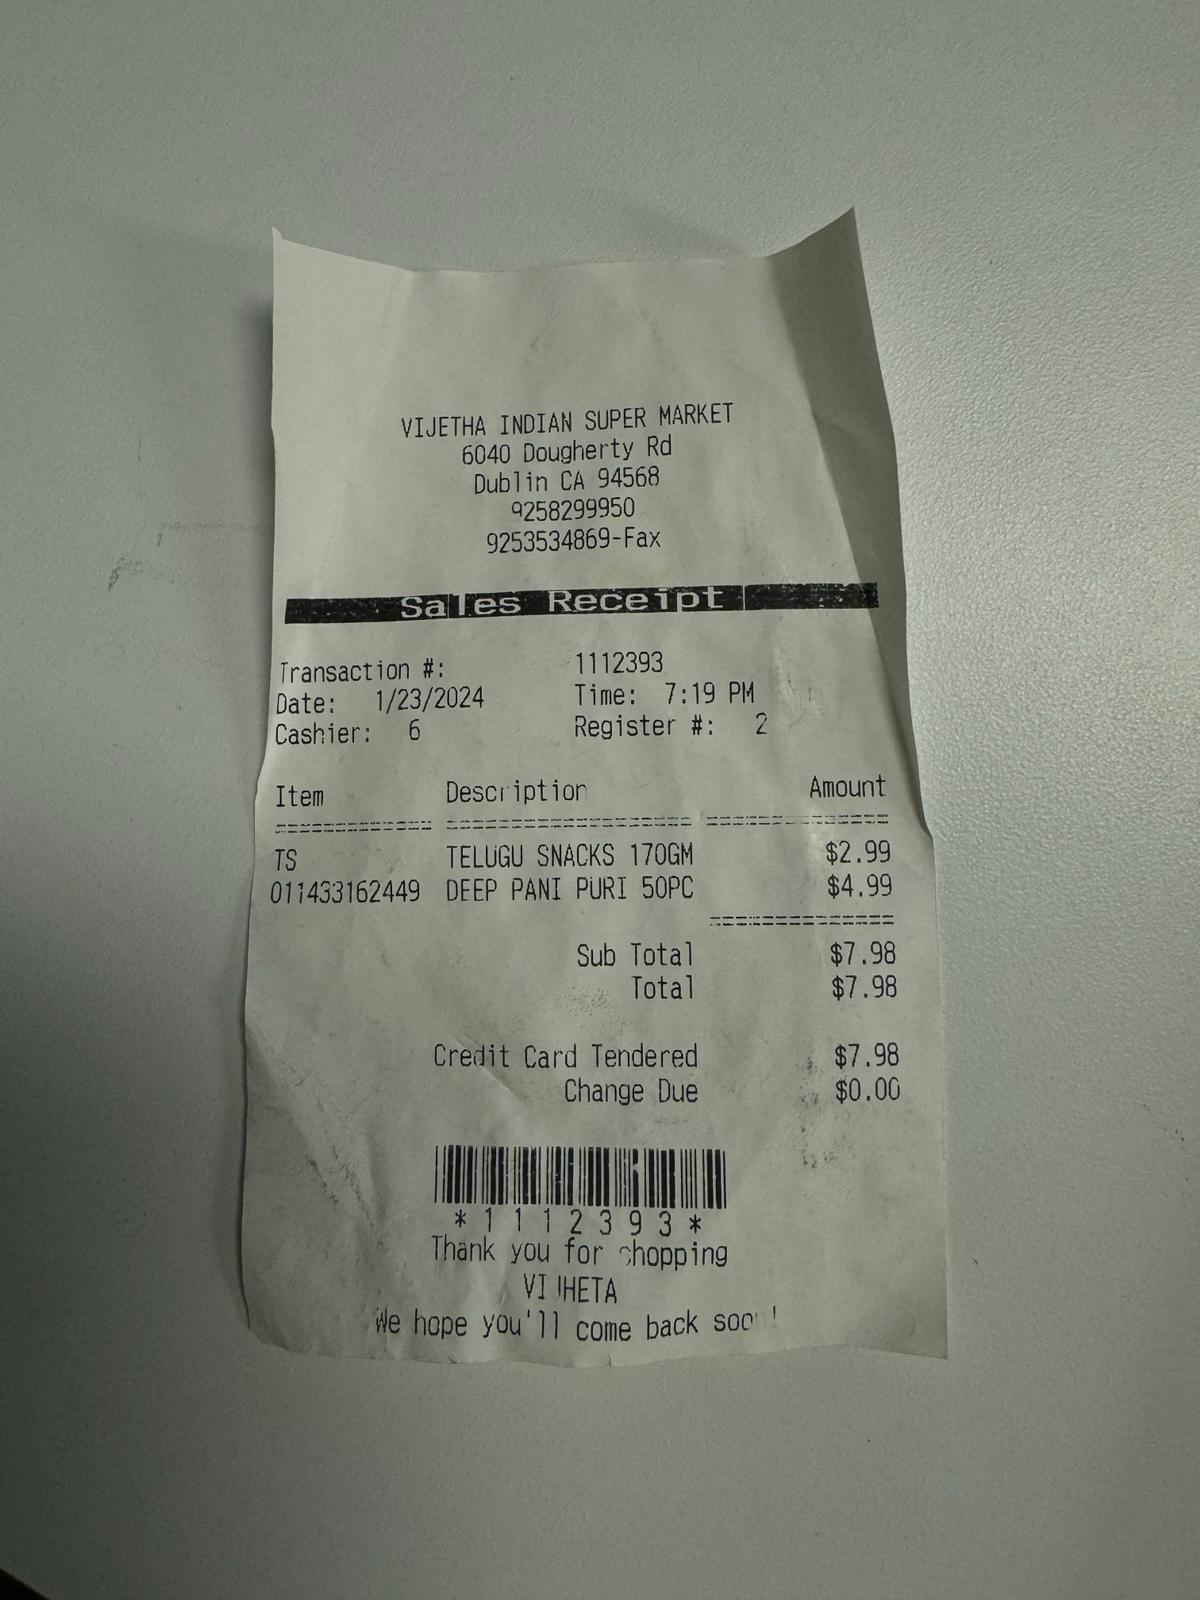 VIJETHA INDIAN SUPER MARKET
6040 Dougherty Rd
Dublin CA 94568
9258299950
9253534869-Fax
Sales Receipt
Transaction #: 1112393
Date: 1/23/2024 Time: 7:19 PM
Cashier: 6 Register #: 2
Item Description Amount
TS TELUGU SNACKS 170GM $2.99
011433162449 DEEP PANI PURI 50PC $4.99
Sub Total $7.98
Total $7.98
Credit Card Tendered $7.98
Change Due $0.00
*1112393*
Thank you for shopping
We hope you'll come back soon!